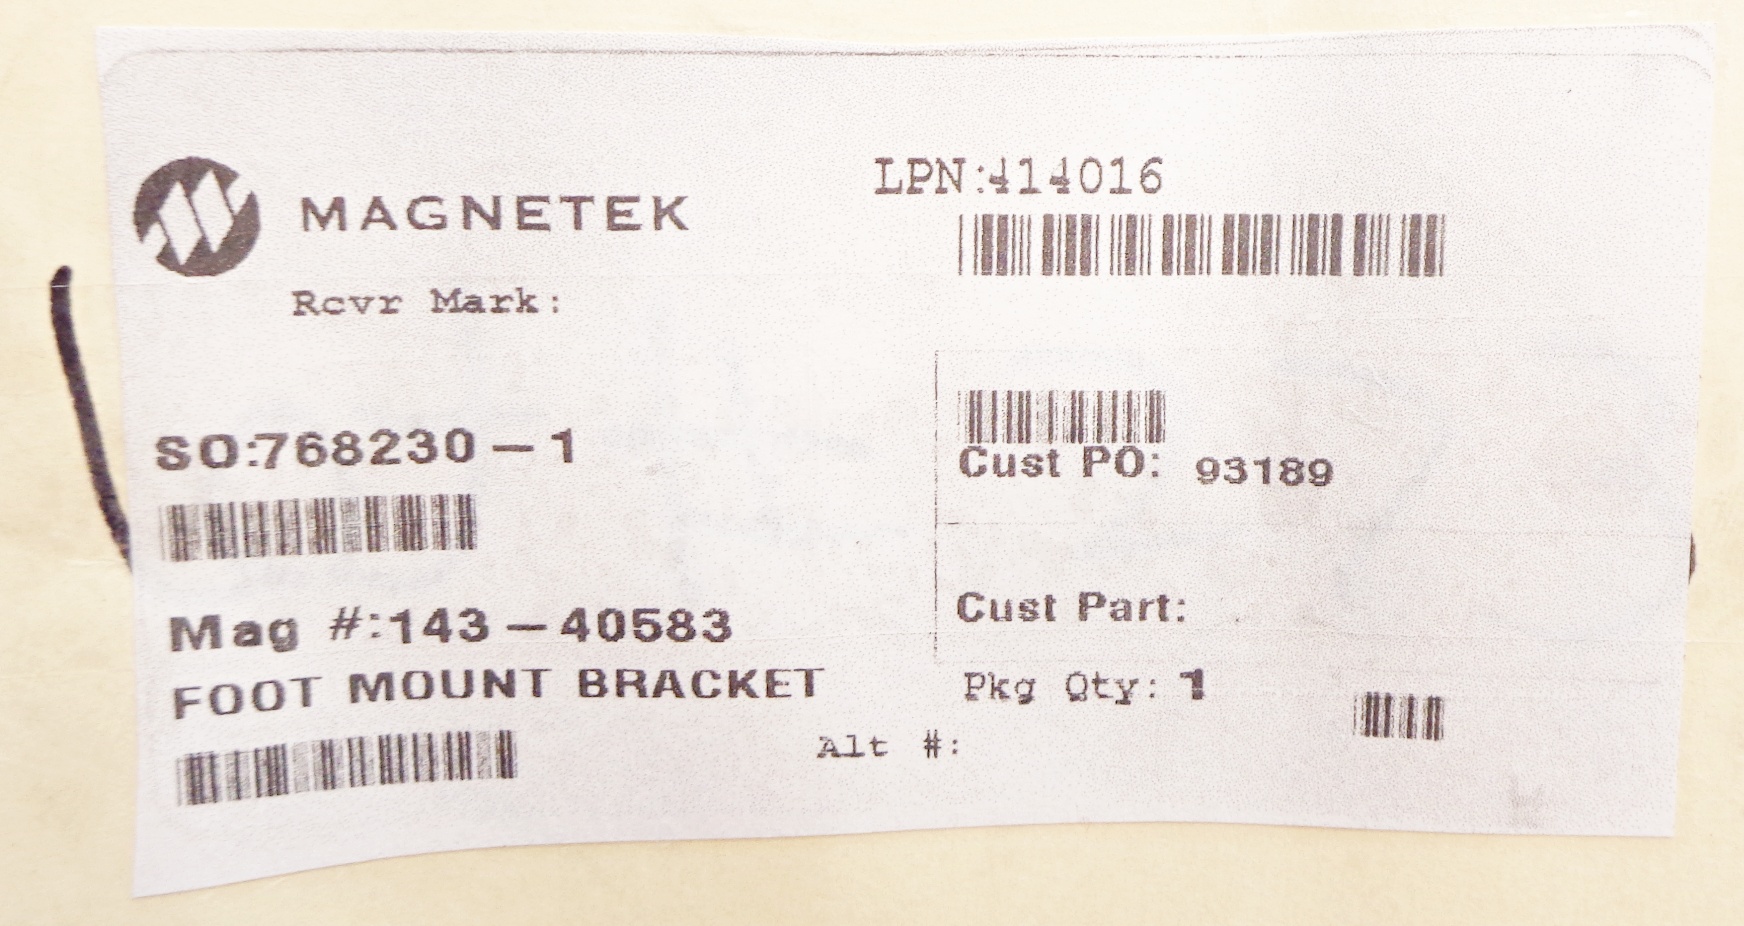 MAGNETEK
Rcvr Mark:
LPN:414016
SO:768230-1
Cust PO: 93189
Mag #:143-40583
FOOT MOUNT BRACKET
Cust Part:
Pkg Qty: 1
Alt #: